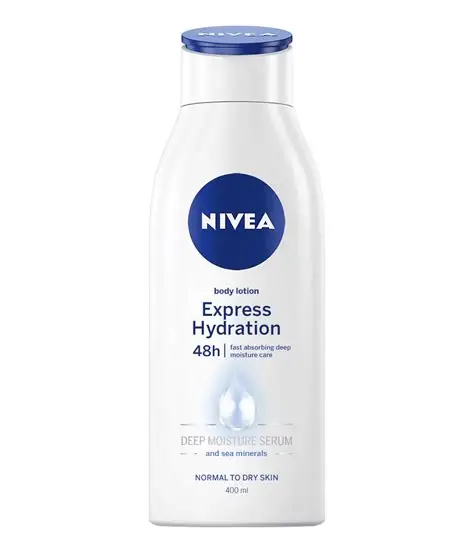 NIVEA
NIVEA
body lotion
Express
Hydration
48h | fast absorbing deep
moisture care
DEEP MOISTURE SERUM
and sea minerals
NORMAL TO DRY SKIN
400 ml